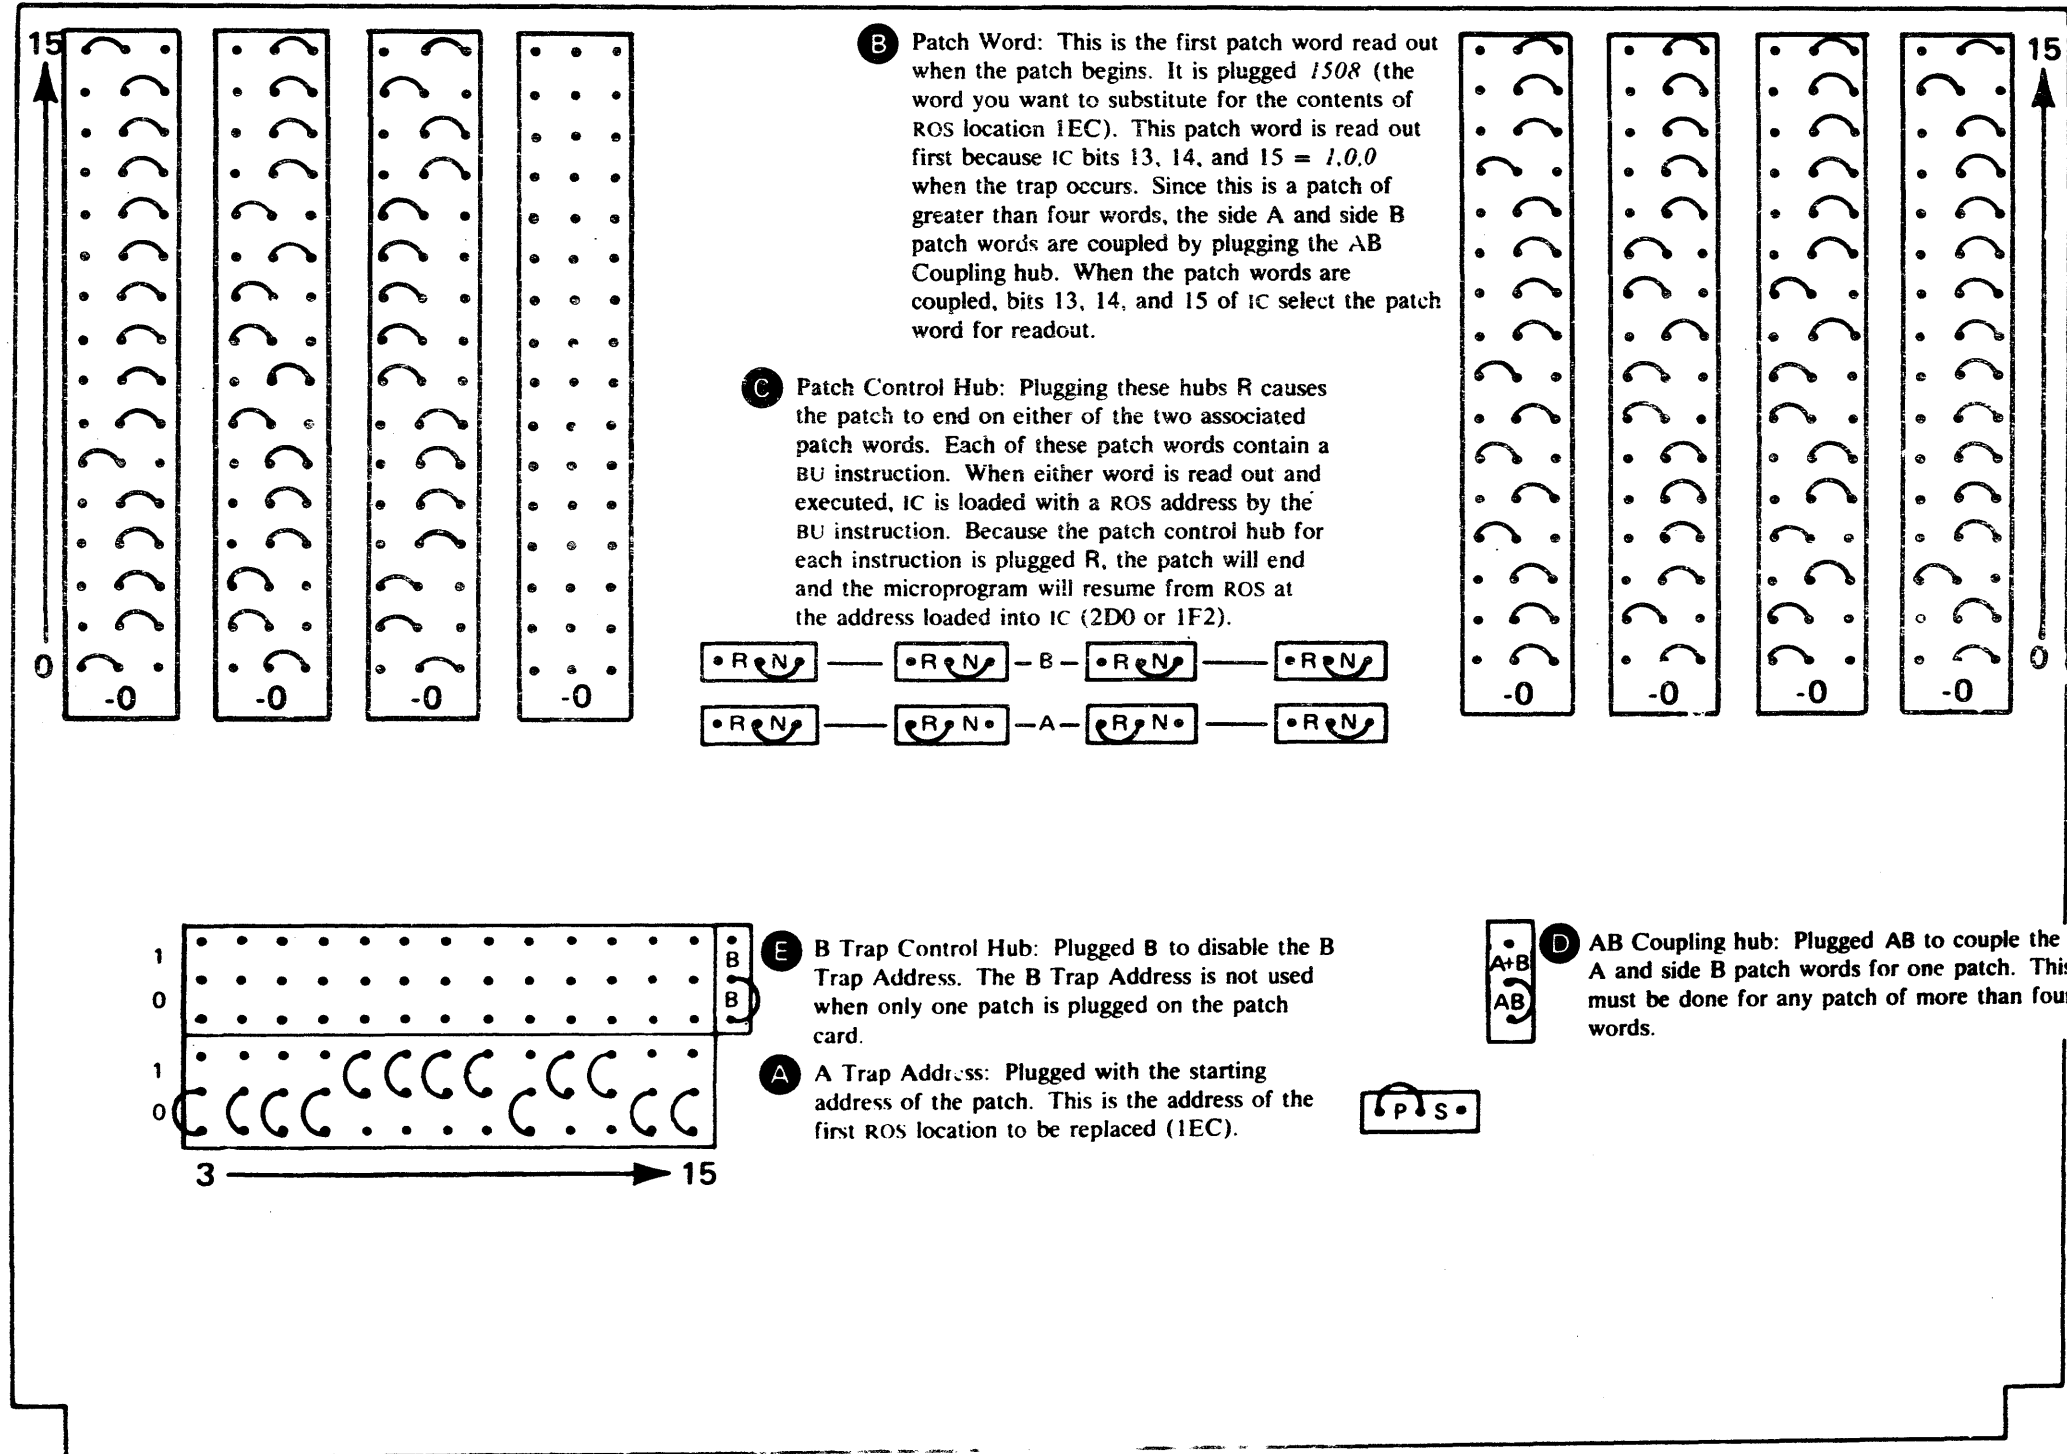 15
0
-0 -0 -0 -0
B Patch Word: This is the first patch word read out
when the patch begins. It is plugged 1508 (the
word you want to substitute for the contents of
ROS location 1EC). This patch word is read out
first because IC bits 13, 14, and 15 = 1,0,0
when the trap occurs. Since this is a patch of
greater than four words, the side A and side B
patch words are coupled by plugging the AB
Coupling hub. When the patch words are
coupled, bits 13, 14, and 15 of IC select the patch
word for readout.
C Patch Control Hub: Plugging these hubs R causes
the patch to end on either of the two associated
patch words. Each of these patch words contain a
BU instruction. When either word is read out and
executed, IC is loaded with a ROS address by the
BU instruction. Because the patch control hub for
each instruction is plugged R, the patch will end
and the microprogram will resume from ROS at
the address loaded into IC (2D0 or 1F2).
R N R N B R N R N
R N R N A R N R N
15
0
-0 -0 -0 -0
1
0
1
0
B
B
3 15
E B Trap Control Hub: Plugged B to disable the B
Trap Address. The B Trap Address is not used
when only one patch is plugged on the patch
card.
A A Trap Address: Plugged with the starting
address of the patch. This is the address of the
first ROS location to be replaced (1EC).
P S
A+B
AB
D AB Coupling hub: Plugged AB to couple the
A and side B patch words for one patch. This
must be done for any patch of more than four
words.